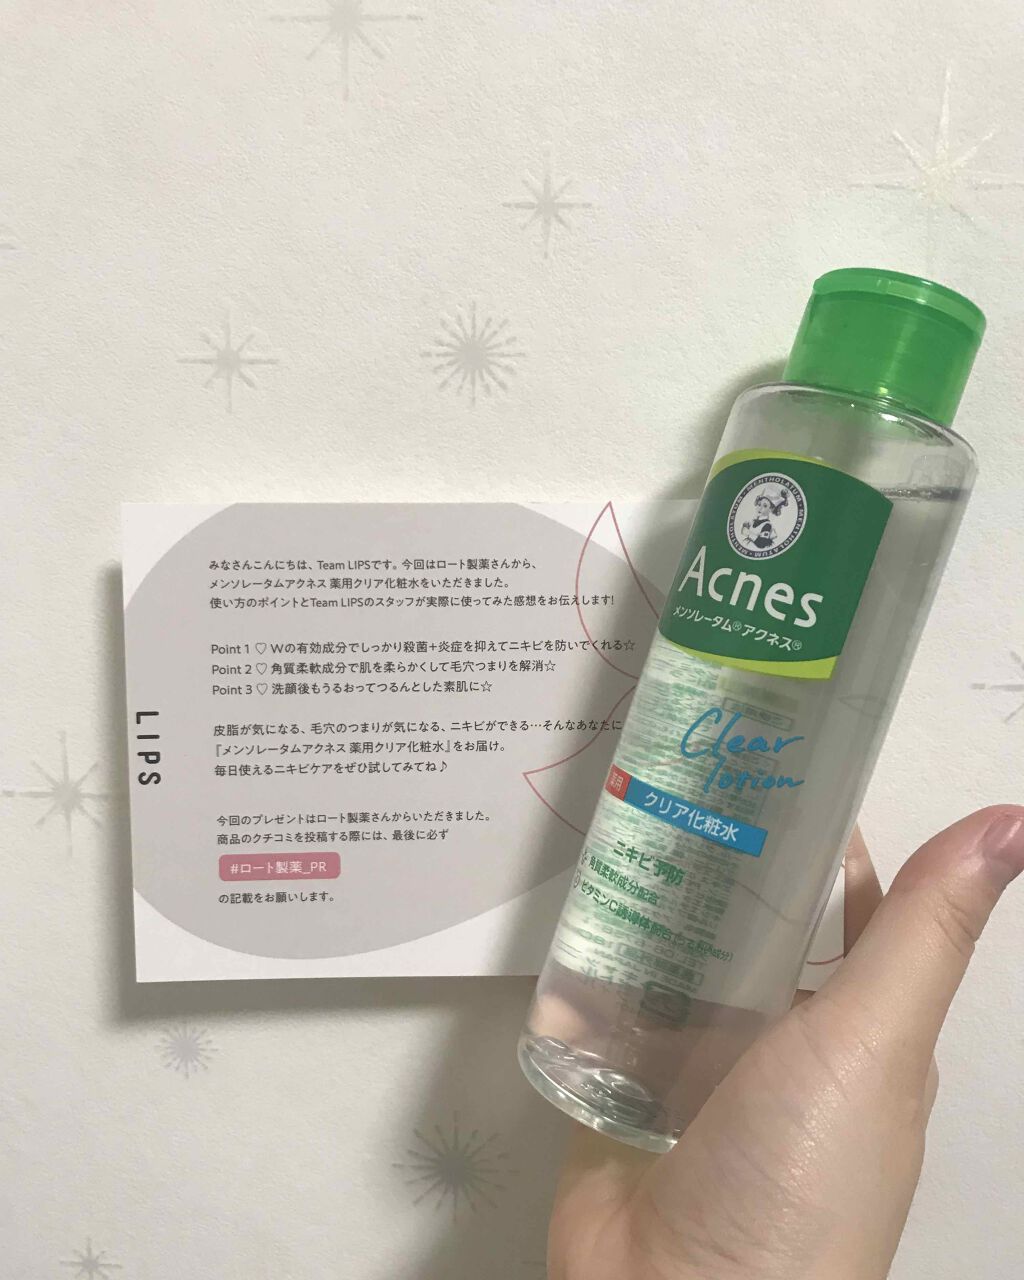 みなさんこんにちは、Team LIPSです。今回はロート製薬さんから、
メンソレータムアクネス 薬用クリア化粧水をいただきました。
使い方のポイントとTeam LIPSのスタッフが実際に使ってみた感想をお伝えします!
Point 1 ♡ Wの有効成分でしっかり殺菌+炎症を抑えてニキビを防いでくれる☆
Point 2 ♡ 角質柔軟成分で肌を柔らかくして毛穴つまりを解消☆
Point 3 ♡ 洗顔後もうるおってつるんとした素肌に☆
皮脂が気になる、毛穴のつまりが気になる、ニキビができる…そんなあなたに
『メンソレータムアクネス 薬用クリア化粧水』をお届け。
毎日使えるニキビケアをぜひ試してみてね♪
今回のプレゼントはロート製薬さんからいただきました。
商品のクチコミを投稿する際には、最後に必ず
#ロート製薬_PR
の記載をお願いします。
LIPS
MENTHOLATUM・MENTHOLATUM・MENTHOLATUM
Acnes
メンソレータム®アクネス®
Clear
lotion
薬用 クリア化粧水
ニキビ予防
角質柔軟成分配合
ビタミンC誘導体配合